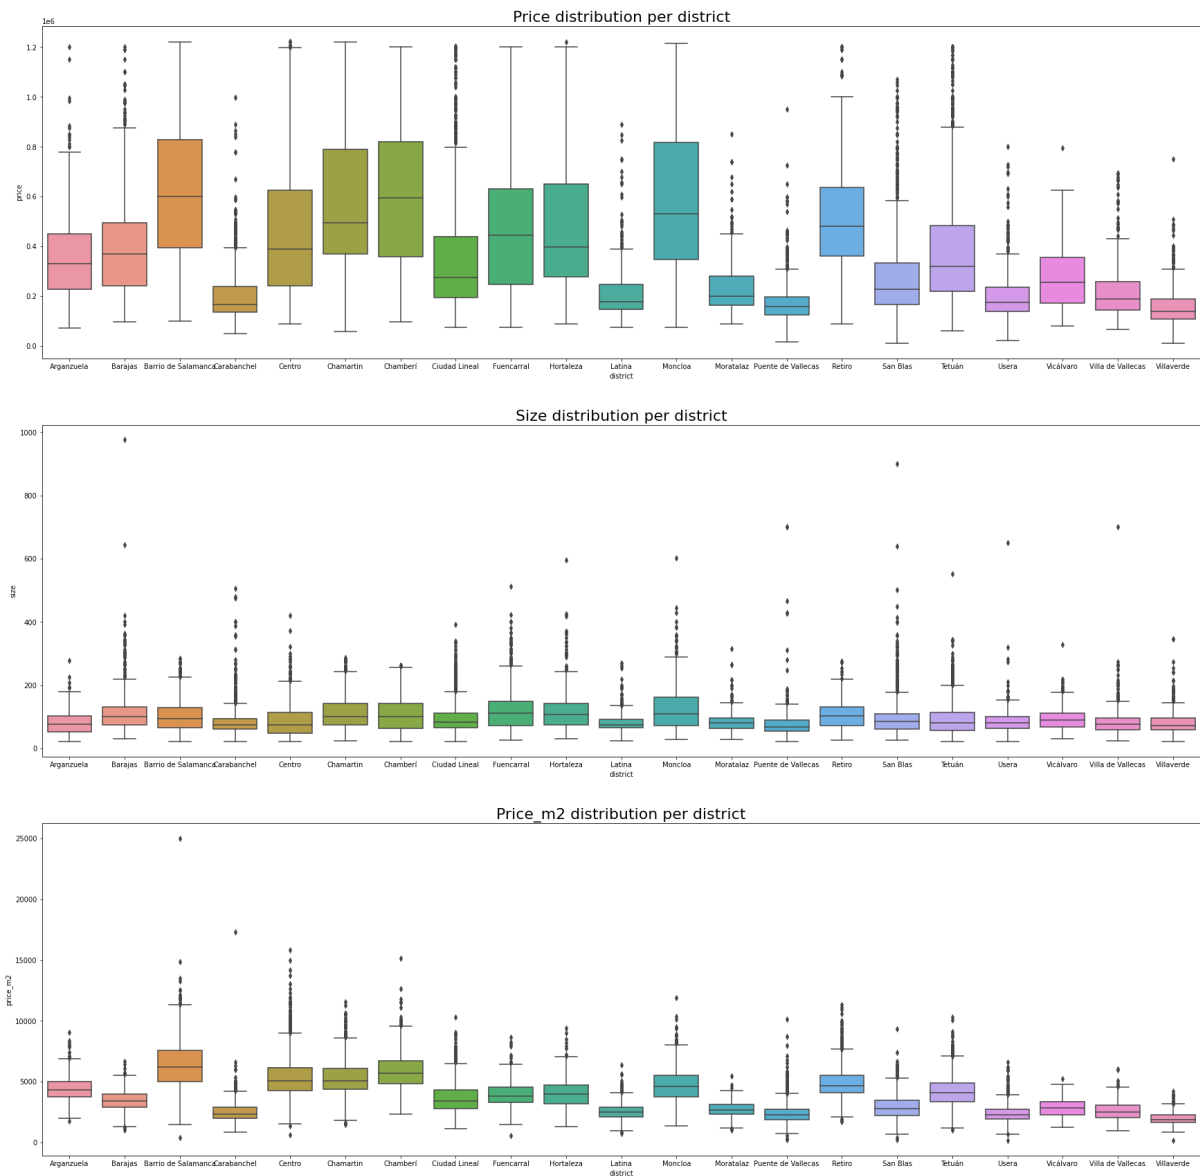 Price distribution per district
1e6
1.2
1.0
0.8
0.6
0.4
0.2
0.0
price
Arganzuela Barajas Barrio de Salamanca Carabanchel Centro Chamartin Chamberí Ciudad Lineal Fuencarral Hortaleza Latina Moncloa Moratalaz Puente de Vallecas Retiro San Blas Tetuán Usera Vicálvaro Villa de Vallecas Villaverde
district
Size distribution per district
1000
800
600
400
200
0
size
Arganzuela Barajas Barrio de Salamanca Carabanchel Centro Chamartin Chamberí Ciudad Lineal Fuencarral Hortaleza Latina Moncloa Moratalaz Puente de Vallecas Retiro San Blas Tetuán Usera Vicálvaro Villa de Vallecas Villaverde
district
Price_m2 distribution per district
25000
20000
15000
10000
5000
0
price_m2
Arganzuela Barajas Barrio de Salamanca Carabanchel Centro Chamartin Chamberí Ciudad Lineal Fuencarral Hortaleza Latina Moncloa Moratalaz Puente de Vallecas Retiro San Blas Tetuán Usera Vicálvaro Villa de Vallecas Villaverde
district